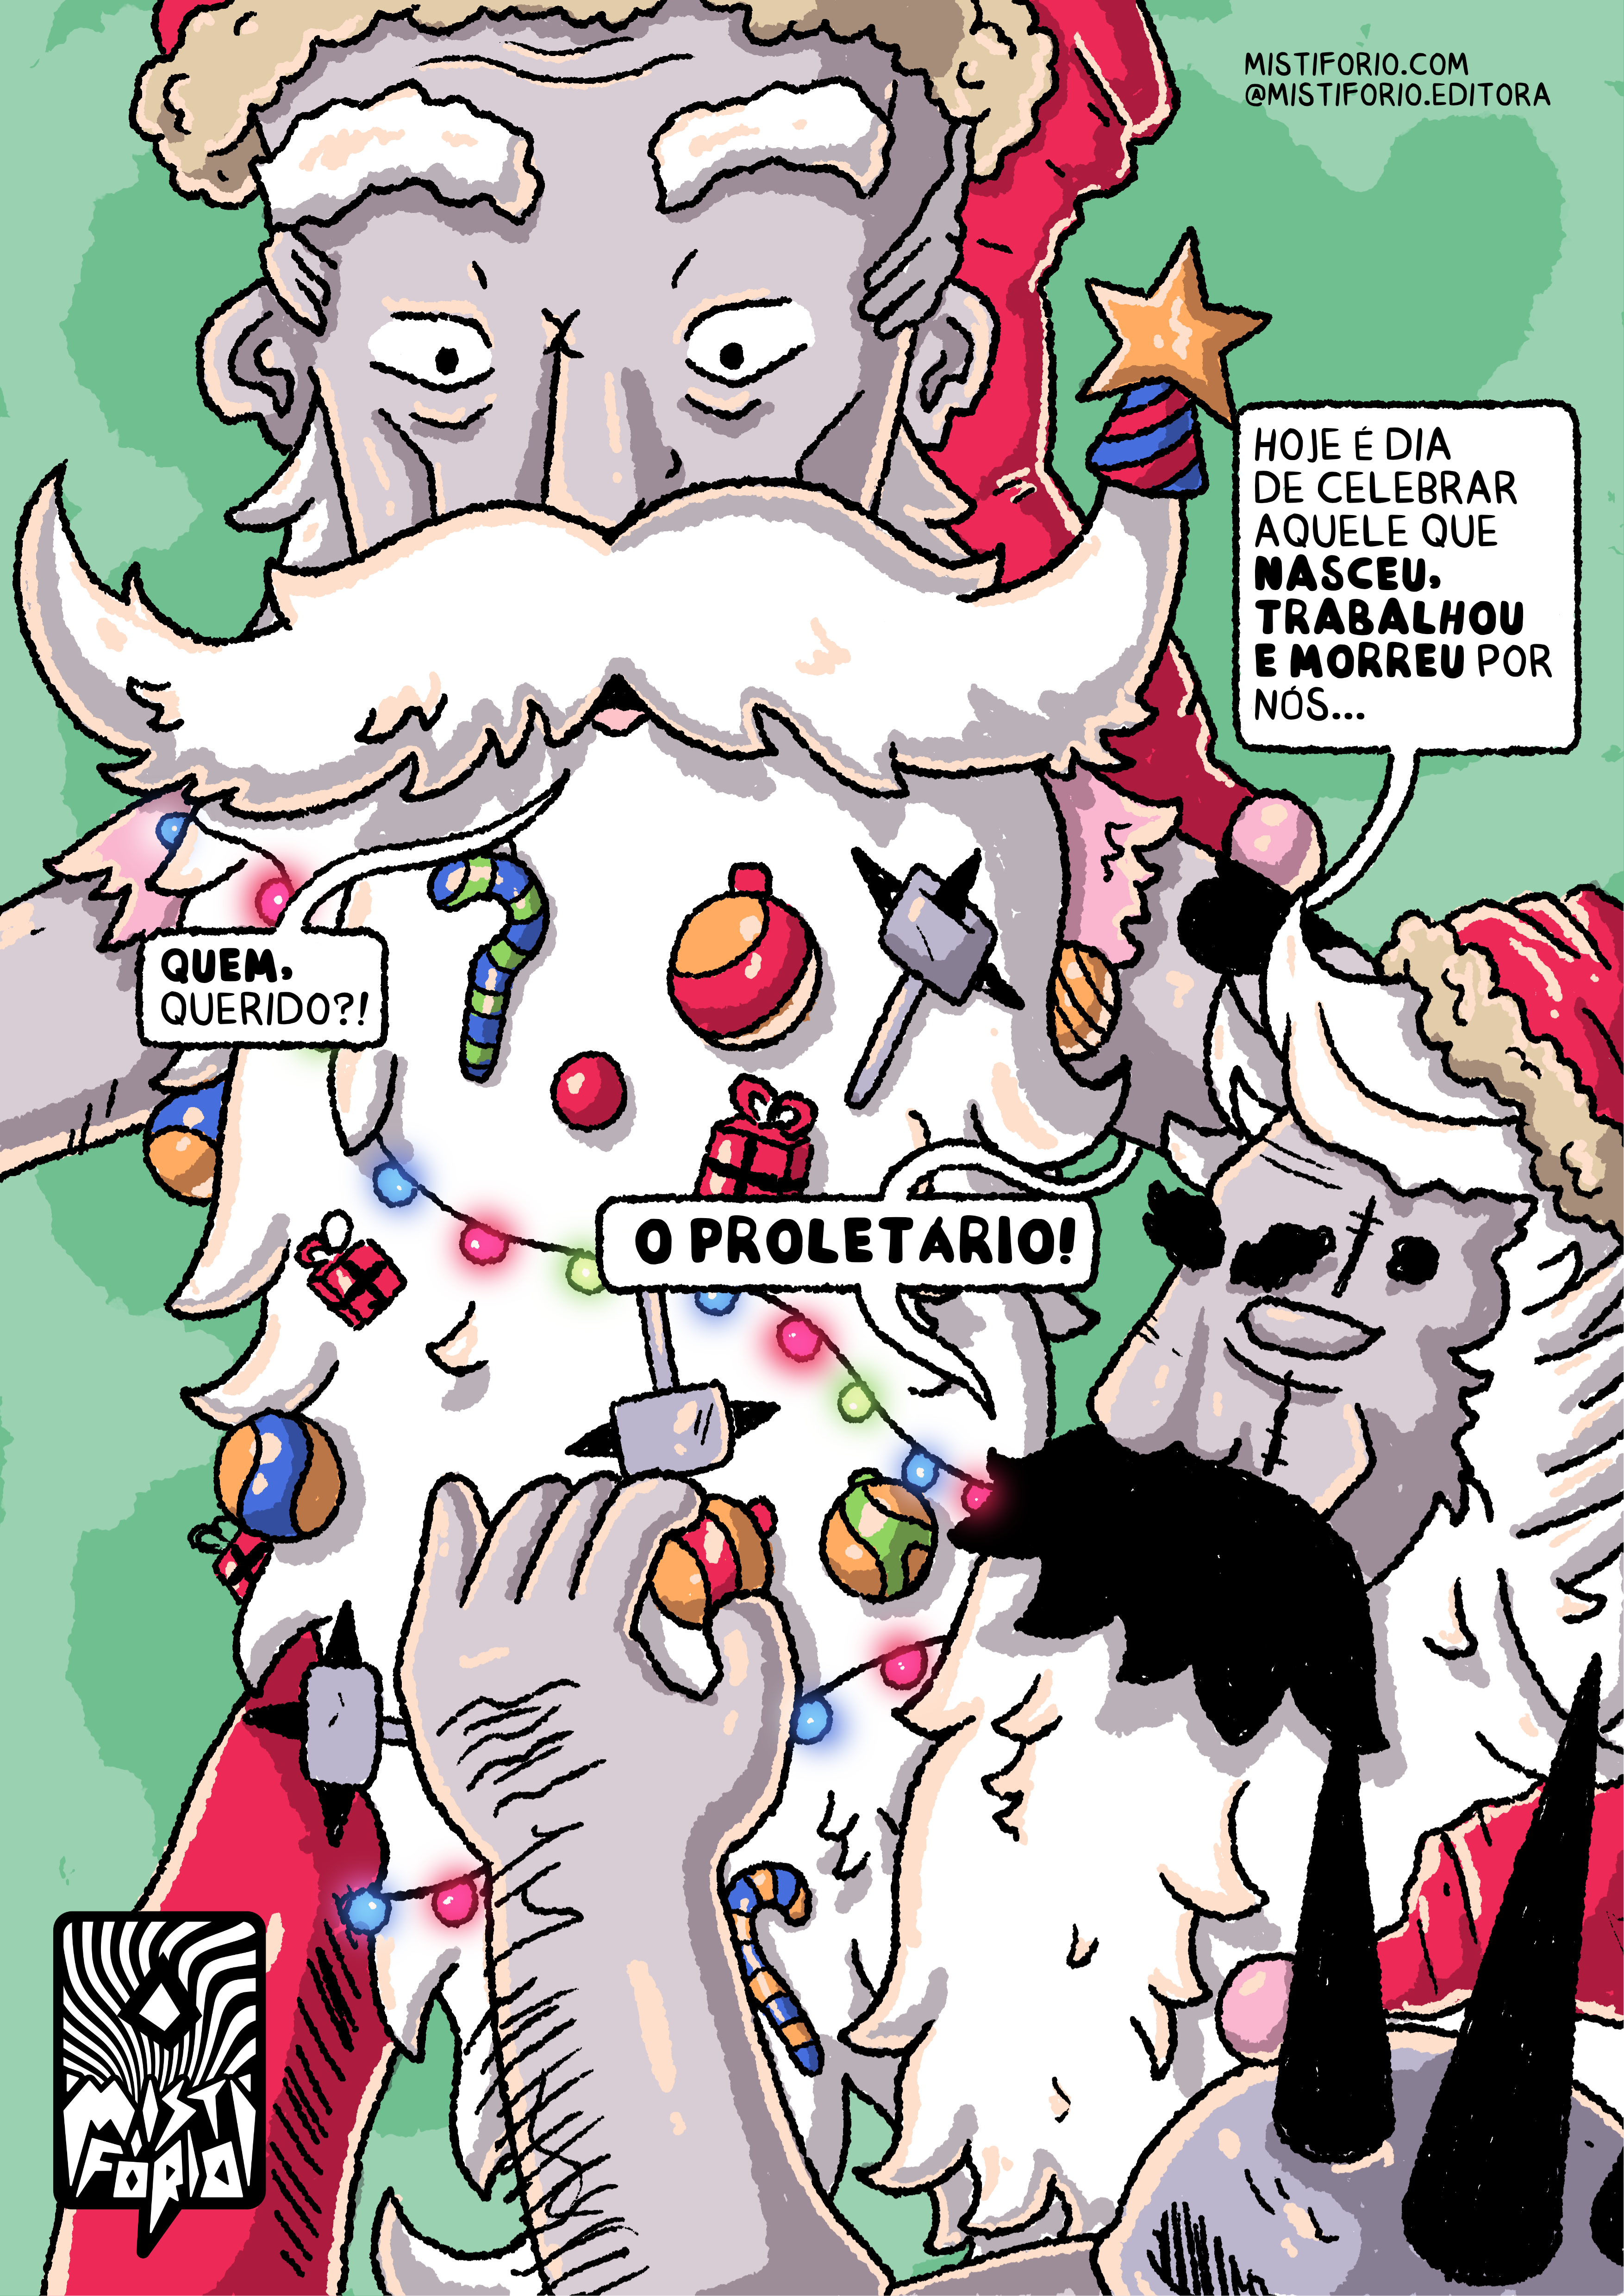 MISTIFORIO.COM
@MISTIFORIO.EDITORA
HOJE É DIA
DE CELEBRAR
AQUELE QUE
NASCEU,
TRABALHOU
E MORREU POR
NÓS...
QUEM,
QUERIDO?!
O PROLETÁRIO!
MISTI
FORIO